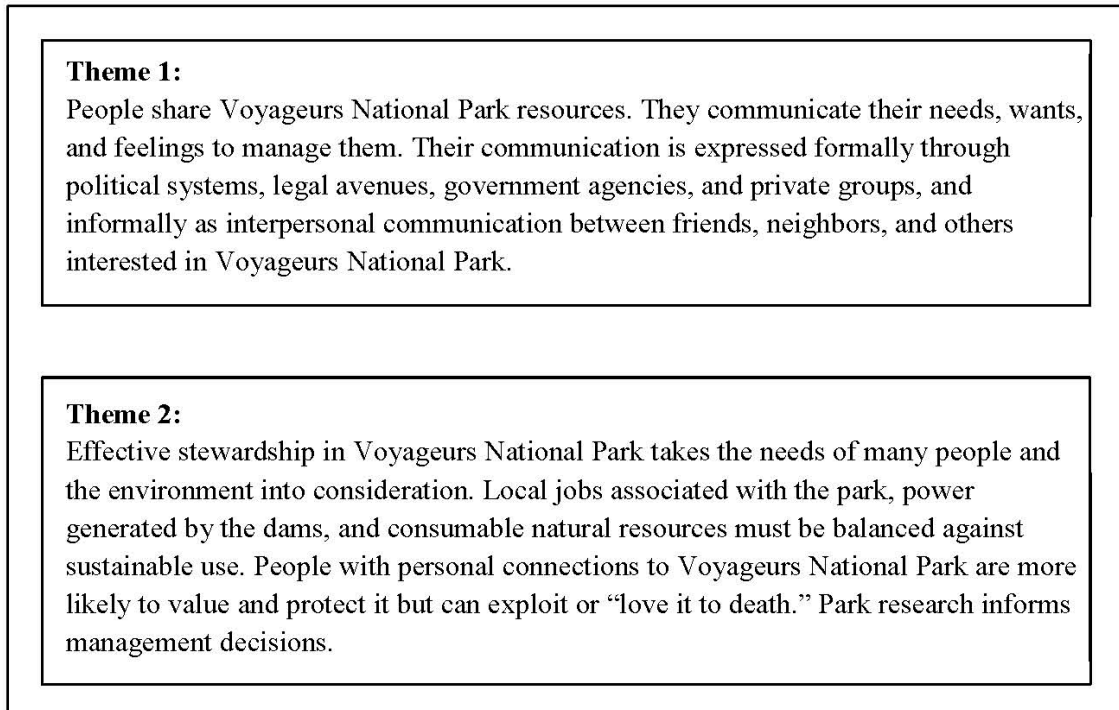 Theme 1:
People share Voyageurs National Park resources. They communicate their needs, wants,
and feelings to manage them. Their communication is expressed formally through
political systems, legal avenues, government agencies, and private groups, and
informally as interpersonal communication between friends, neighbors, and others
interested in Voyageurs National Park.
Theme 2:
Effective stewardship in Voyageurs National Park takes the needs of many people and
the environment into consideration. Local jobs associated with the park, power
generated by the dams, and consumable natural resources must be balanced against
sustainable use. People with personal connections to Voyageurs National Park are more
likely to value and protect it but can exploit or “love it to death.” Park research informs
management decisions.